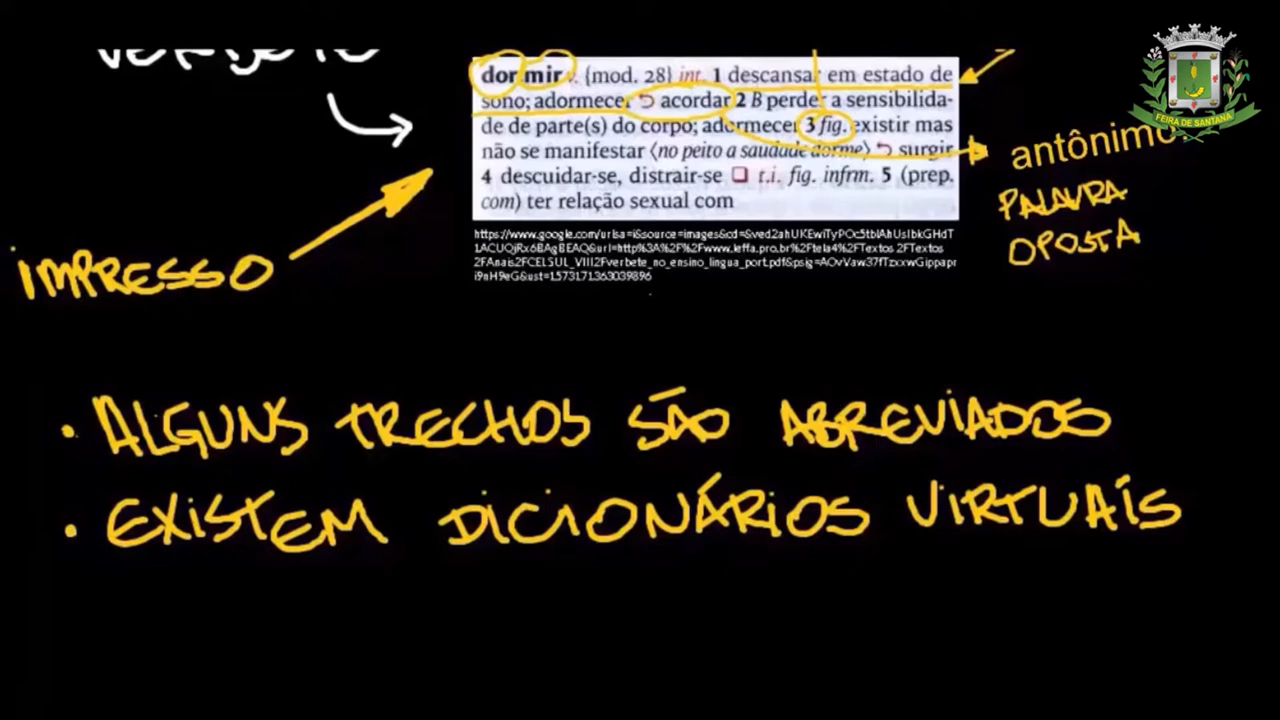 VERBETE
dormir v. {mod. 28} int. 1 descansar em estado de
sono; adormecer ⊃ acordar 2 B perder a sensibilida-
de de parte(s) do corpo; adormecer 3 fig. existir mas
não se manifestar ⟨no peito a saudade dorme⟩ ⊃ surgir
4 descuidar-se, distrair-se ❑ t.i. fig. infrm. 5 (prep.
com) ter relação sexual com
FEIRA DE SANTANA
antônimo
PALAVRA
OPOSTA
IMPRESSO
• ALGUNS TRECHOS SÃO ABREVIADOS
• EXISTEM DICIONÁRIOS VIRTUAIS